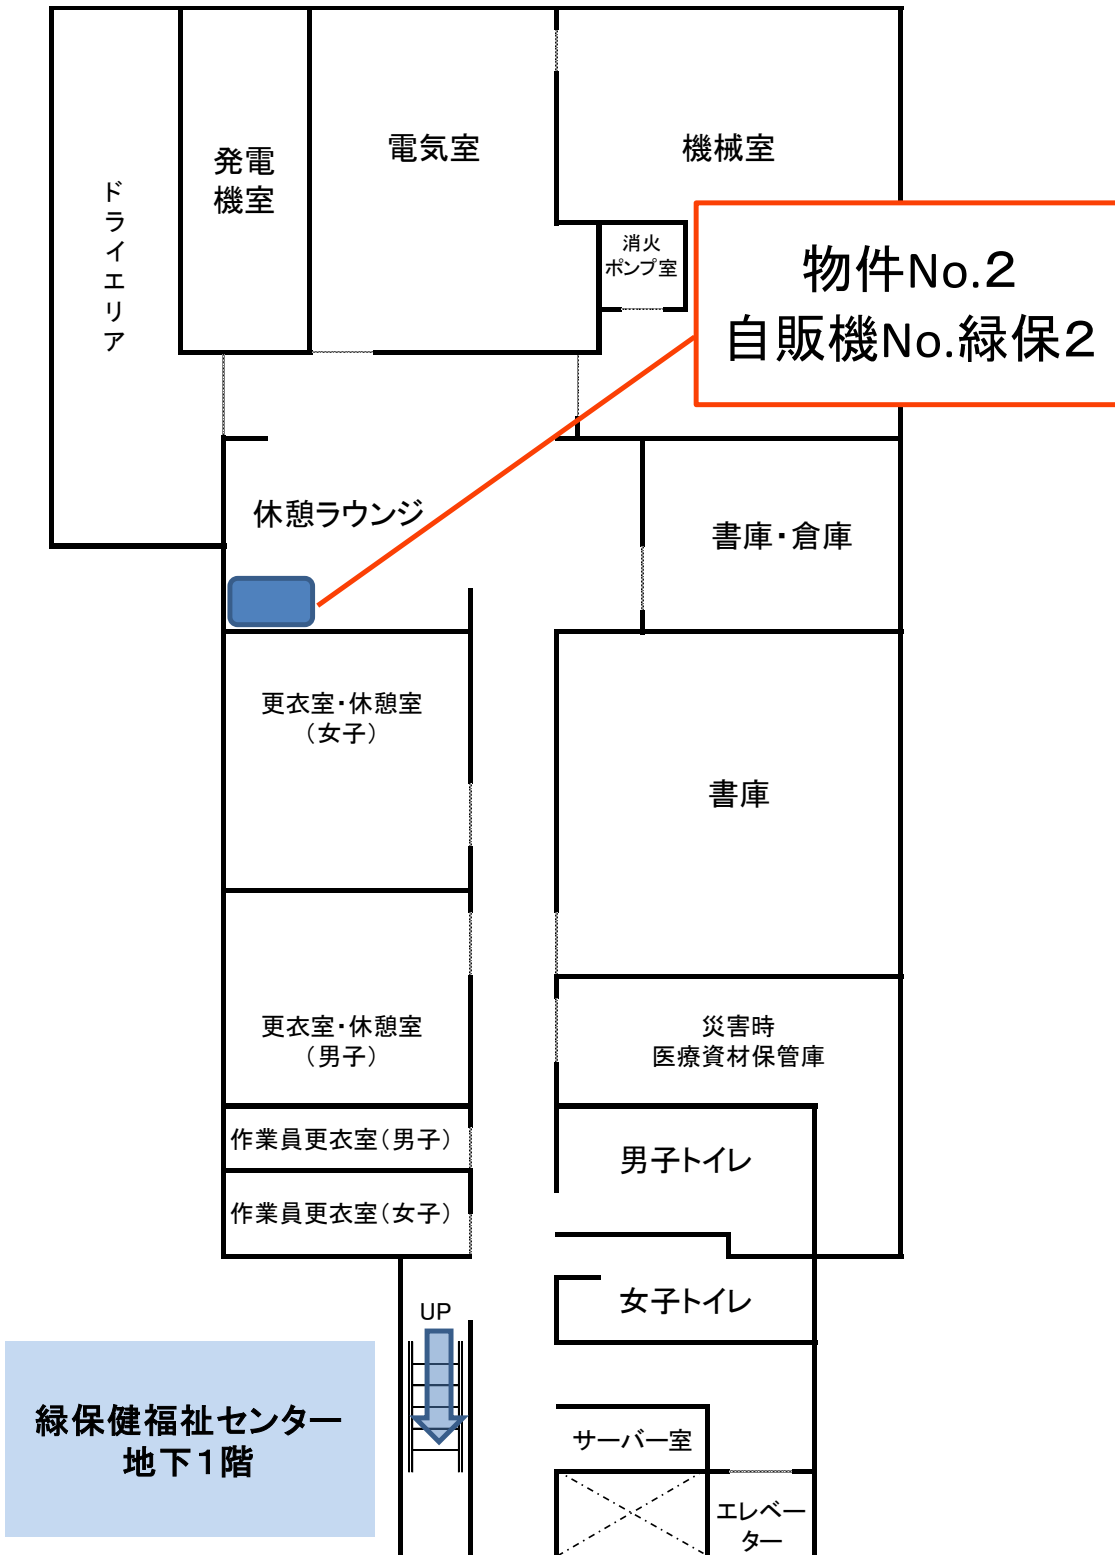 電気室
機械室
発電
機室
ドライエリア
消火
ポンプ室
物件No.２
自販機No.緑保２
休憩ラウンジ
書庫・倉庫
更衣室・休憩室
（女子）
書庫
更衣室・休憩室
（男子）
災害時
医療資材保管庫
作業員更衣室（男子）
男子トイレ
作業員更衣室（女子）
女子トイレ
UP
緑保健福祉センター
地下１階
サーバー室
エレベー
ター